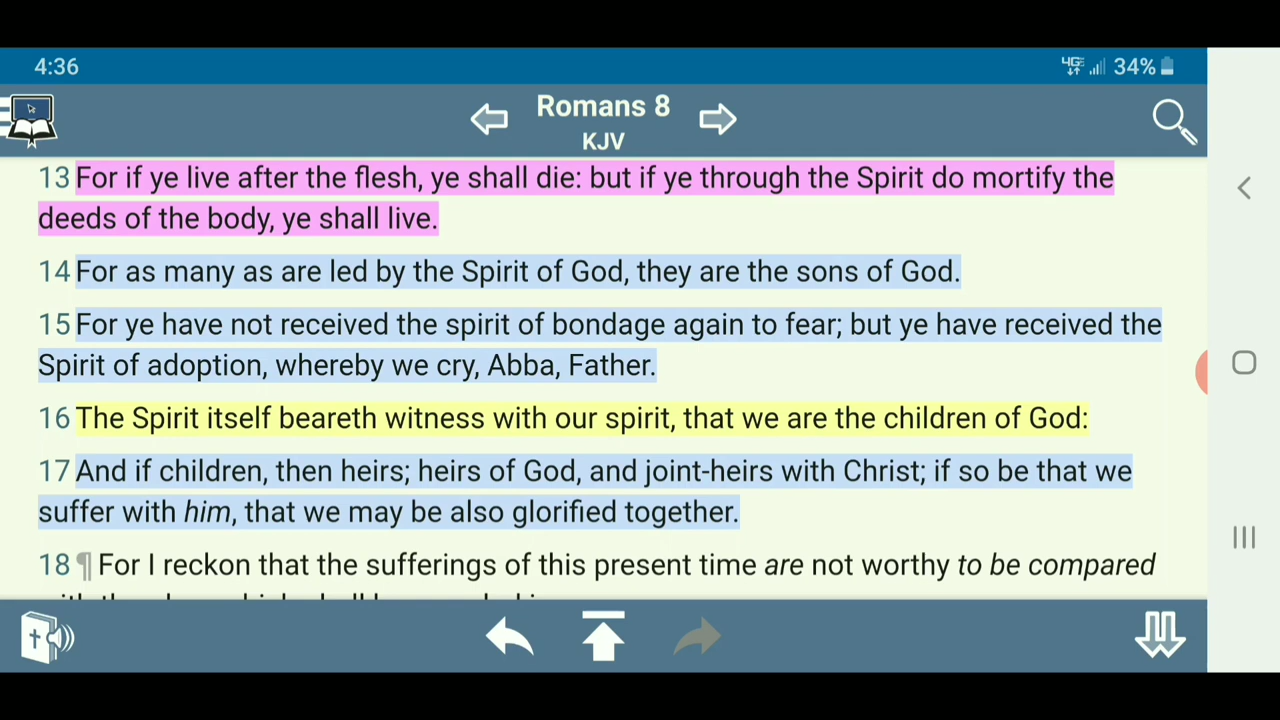 4:36
4GE 34%
Romans 8
KJV
13 For if ye live after the flesh, ye shall die: but if ye through the Spirit do mortify the
deeds of the body, ye shall live.
14 For as many as are led by the Spirit of God, they are the sons of God.
15 For ye have not received the spirit of bondage again to fear; but ye have received the
Spirit of adoption, whereby we cry, Abba, Father.
16 The Spirit itself beareth witness with our spirit, that we are the children of God:
17 And if children, then heirs; heirs of God, and joint-heirs with Christ; if so be that we
suffer with him, that we may be also glorified together.
18 ¶ For I reckon that the sufferings of this present time are not worthy to be compared